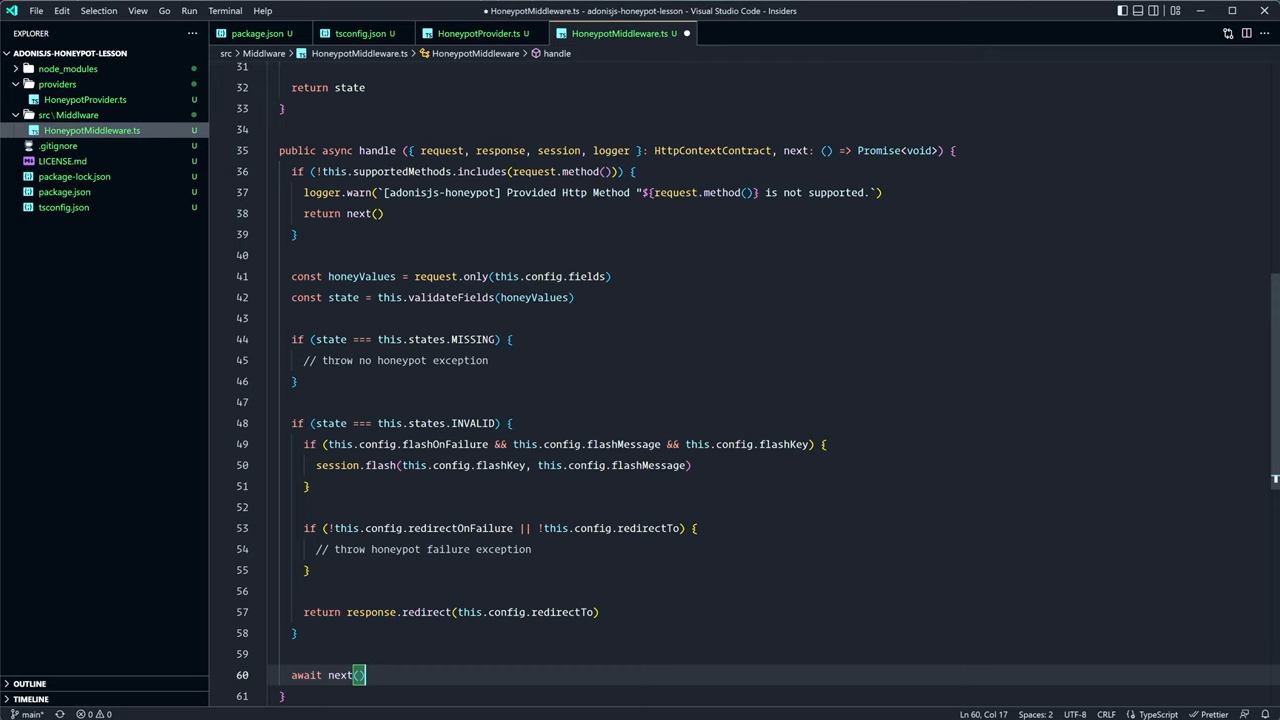 File Edit Selection View Go Run Terminal Help
● HoneypotMiddleware.ts - adonisjs-honeypot-lesson - Visual Studio Code - Insiders
EXPLORER
package.json U
tsconfig.json U
HoneypotProvider.ts U
HoneypotMiddleware.ts U ●
ADONISJS-HONEYPOT-LESSON
src > Middlware > HoneypotMiddleware.ts > HoneypotMiddleware > handle
node_modules
providers
HoneypotProvider.ts U
src\Middlware
HoneypotMiddleware.ts U
.gitignore U
LICENSE.md U
package-lock.json U
package.json U
tsconfig.json U
OUTLINE
TIMELINE
31
32 return state
33 }
34
35 public async handle ({ request, response, session, logger }: HttpContextContract, next: () => Promise<void>) {
36 if (!this.supportedMethods.includes(request.method())) {
37 logger.warn(`[adonisjs-honeypot] Provided Http Method "${request.method()} is not supported.`)
38 return next()
39 }
40
41 const honeyValues = request.only(this.config.fields)
42 const state = this.validateFields(honeyValues)
43
44 if (state === this.states.MISSING) {
45 // throw no honeypot exception
46 }
47
48 if (state === this.states.INVALID) {
49 if (this.config.flashOnFailure && this.config.flashMessage && this.config.flashKey) {
50 session.flash(this.config.flashKey, this.config.flashMessage)
51 }
52
53 if (!this.config.redirectOnFailure || !this.config.redirectTo) {
54 // throw honeypot failure exception
55 }
56
57 return response.redirect(this.config.redirectTo)
58 }
59
60 await next()
61 }
main* 0 0 Ln 60, Col 17 Spaces: 2 UTF-8 CRLF {} TypeScript Prettier